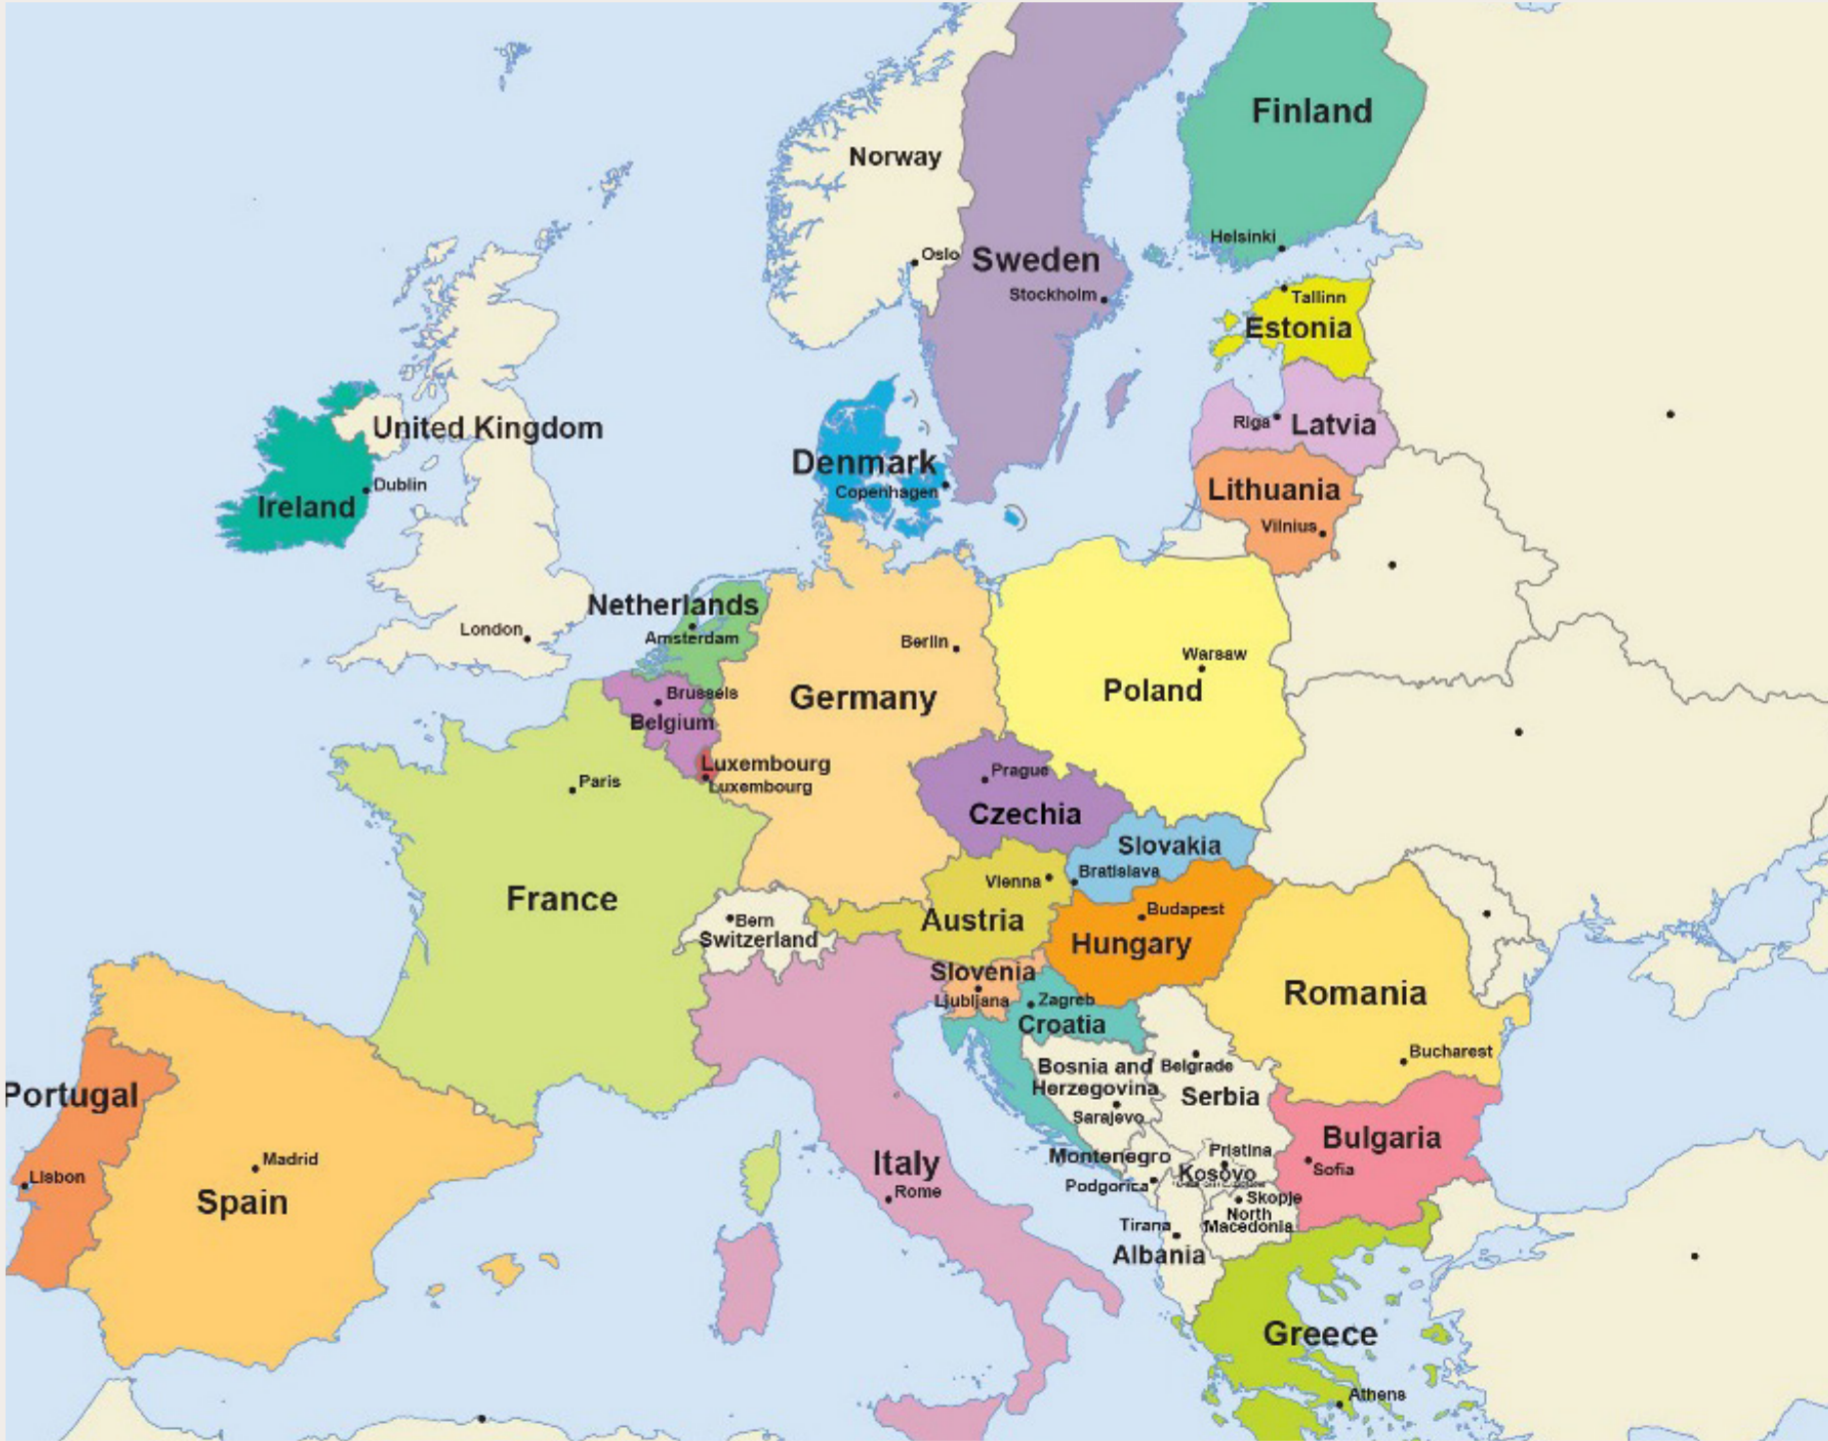 Finland
Norway
Helsinki
Oslo
Sweden
Stockholm
Tallinn
Estonia
United Kingdom
Riga
Latvia
Denmark
Copenhagen
Dublin
Ireland
Lithuania
Vilnius
Netherlands
Amsterdam
London
Berlin
Warsaw
Poland
Brussels
Belgium
Germany
Luxembourg
Luxembourg
Paris
Prague
Czechia
Slovakia
Bratislava
Vienna
France
Austria
Budapest
Hungary
Bern
Switzerland
Slovenia
Ljubljana
Zagreb
Croatia
Romania
Bucharest
Bosnia and
Herzegovina
Sarajevo
Belgrade
Serbia
Portugal
Lisbon
Madrid
Spain
Italy
Rome
Montenegro
Podgorica
Pristina
Kosovo
Bulgaria
Sofia
Skopje
North
Macedonia
Tirana
Albania
Greece
Athens